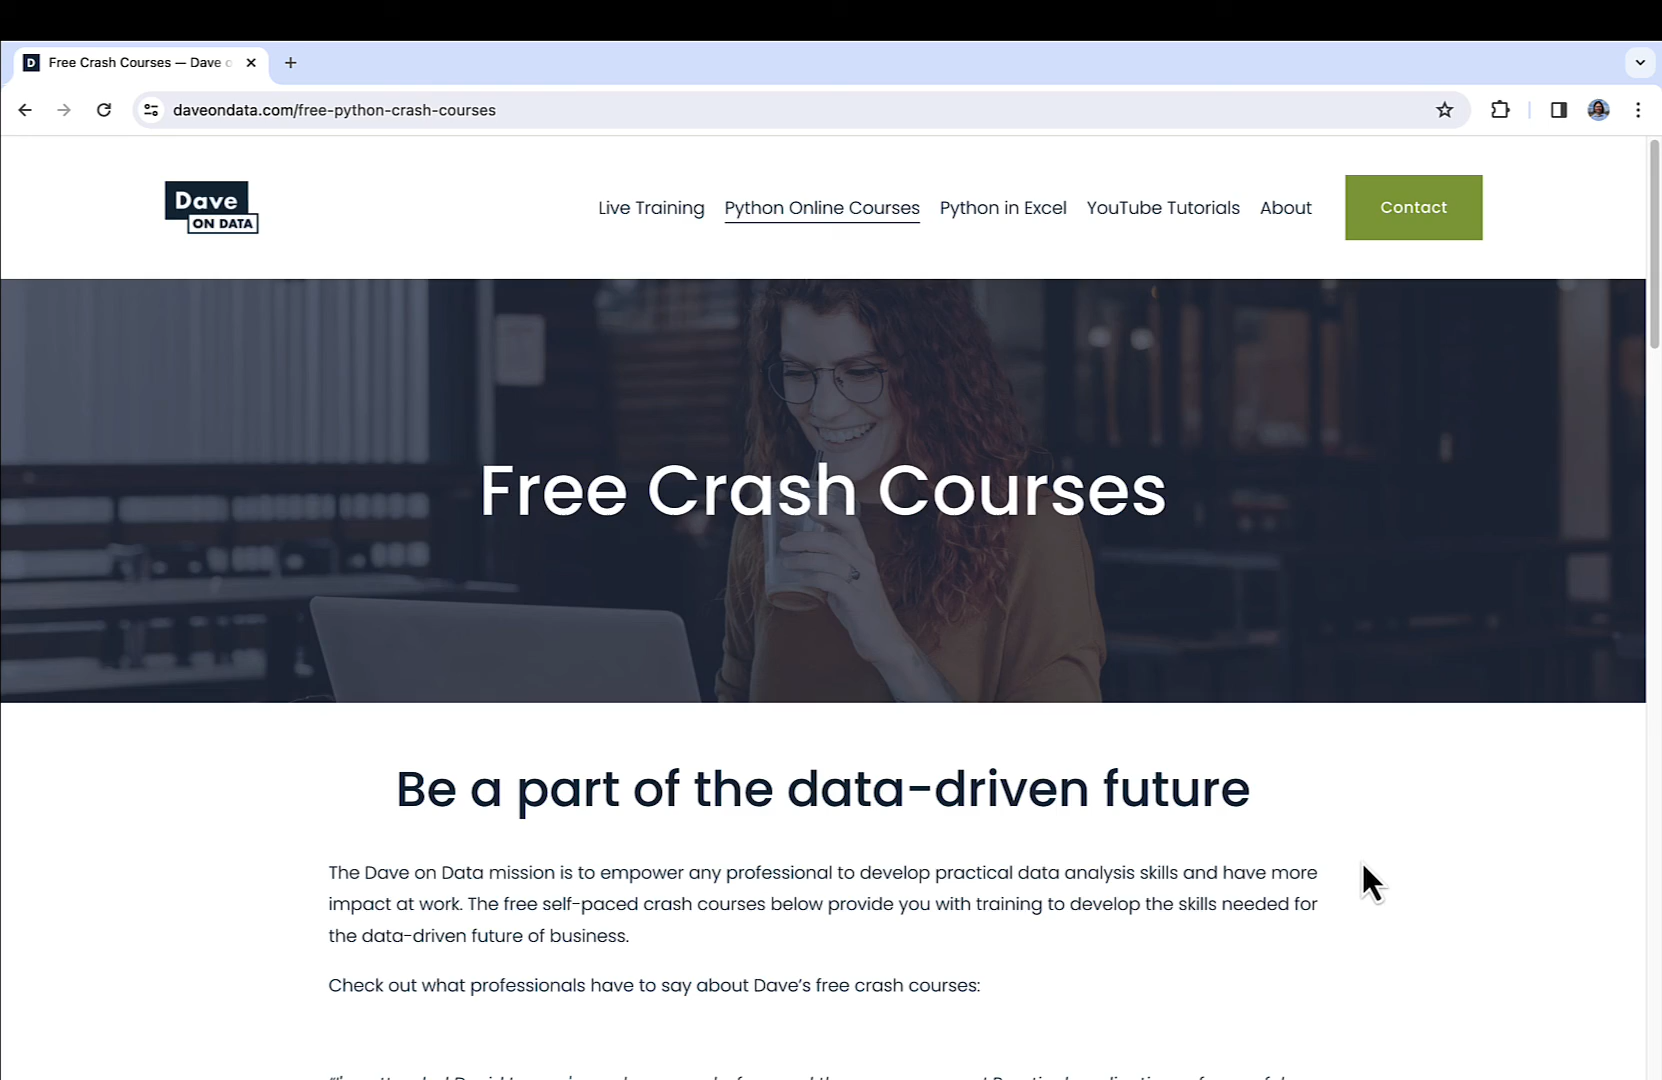 D Free Crash Courses — Dave o
daveondata.com/free-python-crash-courses
Dave
ON DATA
Live Training Python Online Courses Python in Excel YouTube Tutorials About Contact
Free Crash Courses
Be a part of the data-driven future
The Dave on Data mission is to empower any professional to develop practical data analysis skills and have more
impact at work. The free self-paced crash courses below provide you with training to develop the skills needed for
the data-driven future of business.
Check out what professionals have to say about Dave's free crash courses: